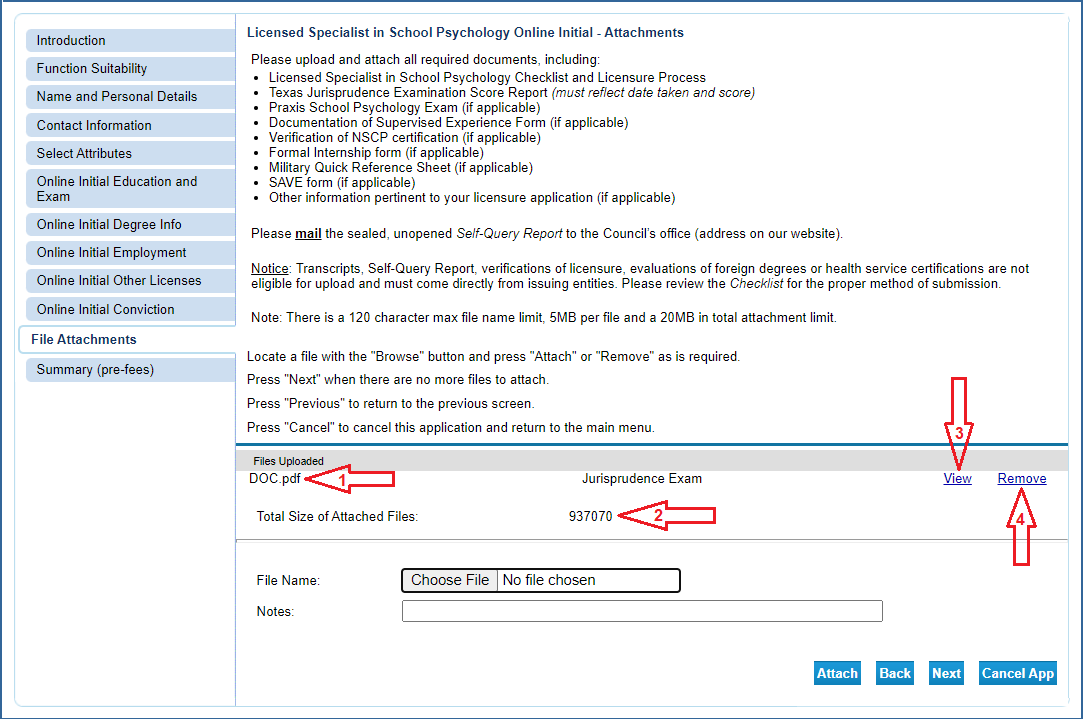 Introduction
Function Suitability
Name and Personal Details
Contact Information
Select Attributes
Online Initial Education and
Exam
Online Initial Degree Info
Online Initial Employment
Online Initial Other Licenses
Online Initial Conviction
File Attachments
Summary (pre-fees)
Licensed Specialist in School Psychology Online Initial - Attachments
Please upload and attach all required documents, including:
• Licensed Specialist in School Psychology Checklist and Licensure Process
• Texas Jurisprudence Examination Score Report (must reflect date taken and score)
• Praxis School Psychology Exam (if applicable)
• Documentation of Supervised Experience Form (if applicable)
• Verification of NSCP certification (if applicable)
• Formal Internship form (if applicable)
• Military Quick Reference Sheet (if applicable)
• SAVE form (if applicable)
• Other information pertinent to your licensure application (if applicable)
Please mail the sealed, unopened Self-Query Report to the Council's office (address on our website).
Notice: Transcripts, Self-Query Report, verifications of licensure, evaluations of foreign degrees or health service certifications are not
eligible for upload and must come directly from issuing entities. Please review the Checklist for the proper method of submission.
Note: There is a 120 character max file name limit, 5MB per file and a 20MB in total attachment limit.
Locate a file with the "Browse" button and press "Attach" or "Remove" as is required.
Press "Next" when there are no more files to attach.
Press "Previous" to return to the previous screen.
Press "Cancel" to cancel this application and return to the main menu.
3
Files Uploaded
DOC.pdf 1 Jurisprudence Exam View Remove
Total Size of Attached Files: 937070 2 4
File Name: Choose File No file chosen
Notes:
Attach Back Next Cancel App